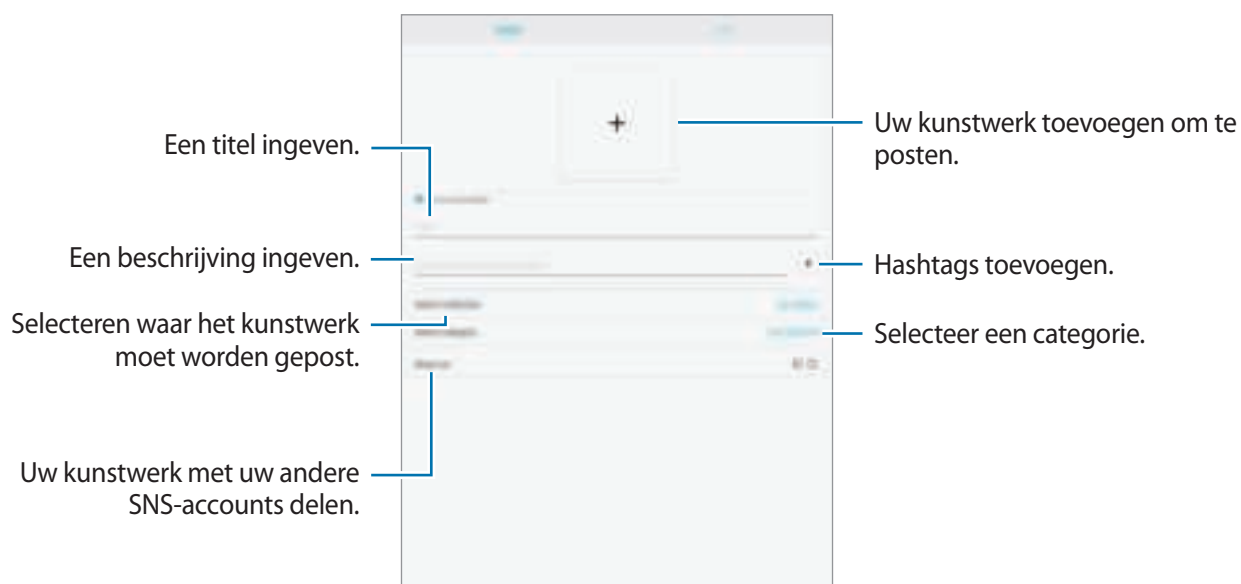 Een titel ingeven.
Uw kunstwerk toevoegen om te
posten.
Een beschrijving ingeven.
Hashtags toevoegen.
Selecteren waar het kunstwerk
moet worden gepost.
Selecteer een categorie.
Uw kunstwerk met uw andere
SNS-accounts delen.